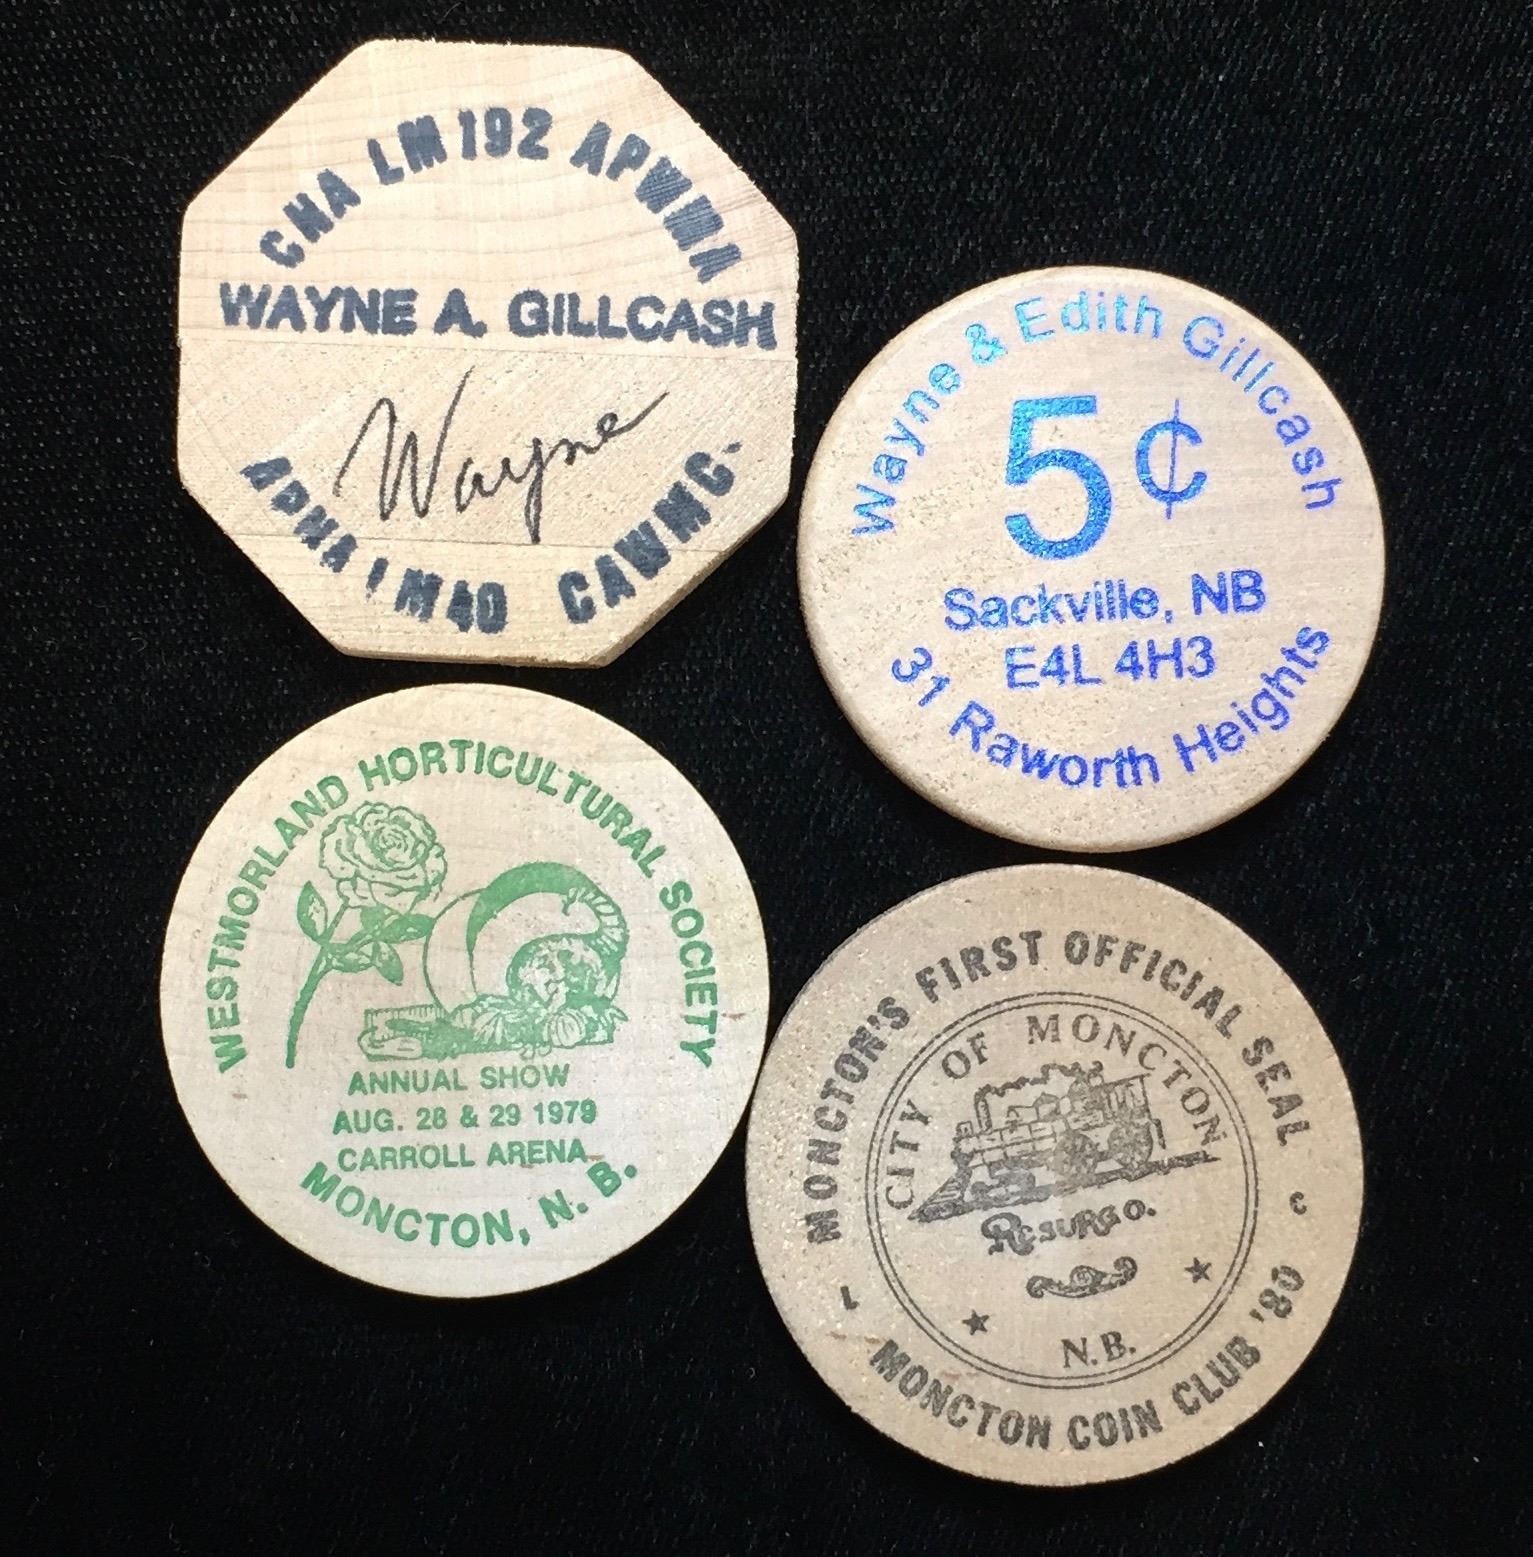 CNA LM 192 APWMA
WAYNE A. GILLCASH
Wayne
APNA LM40 CAWMC-
Wayne & Edith Gillcash
5¢
Sackville, NB
E4L 4H3
31 Raworth Heights
WESTMORLAND HORTICULTURAL SOCIETY
ANNUAL SHOW
AUG. 28 & 29 1979
CARROLL ARENA
MONCTON, N. B.
MONCTON'S FIRST OFFICIAL SEAL
CITY OF MONCTON
RESURGO.
N.B.
L C
MONCTON COIN CLUB '80